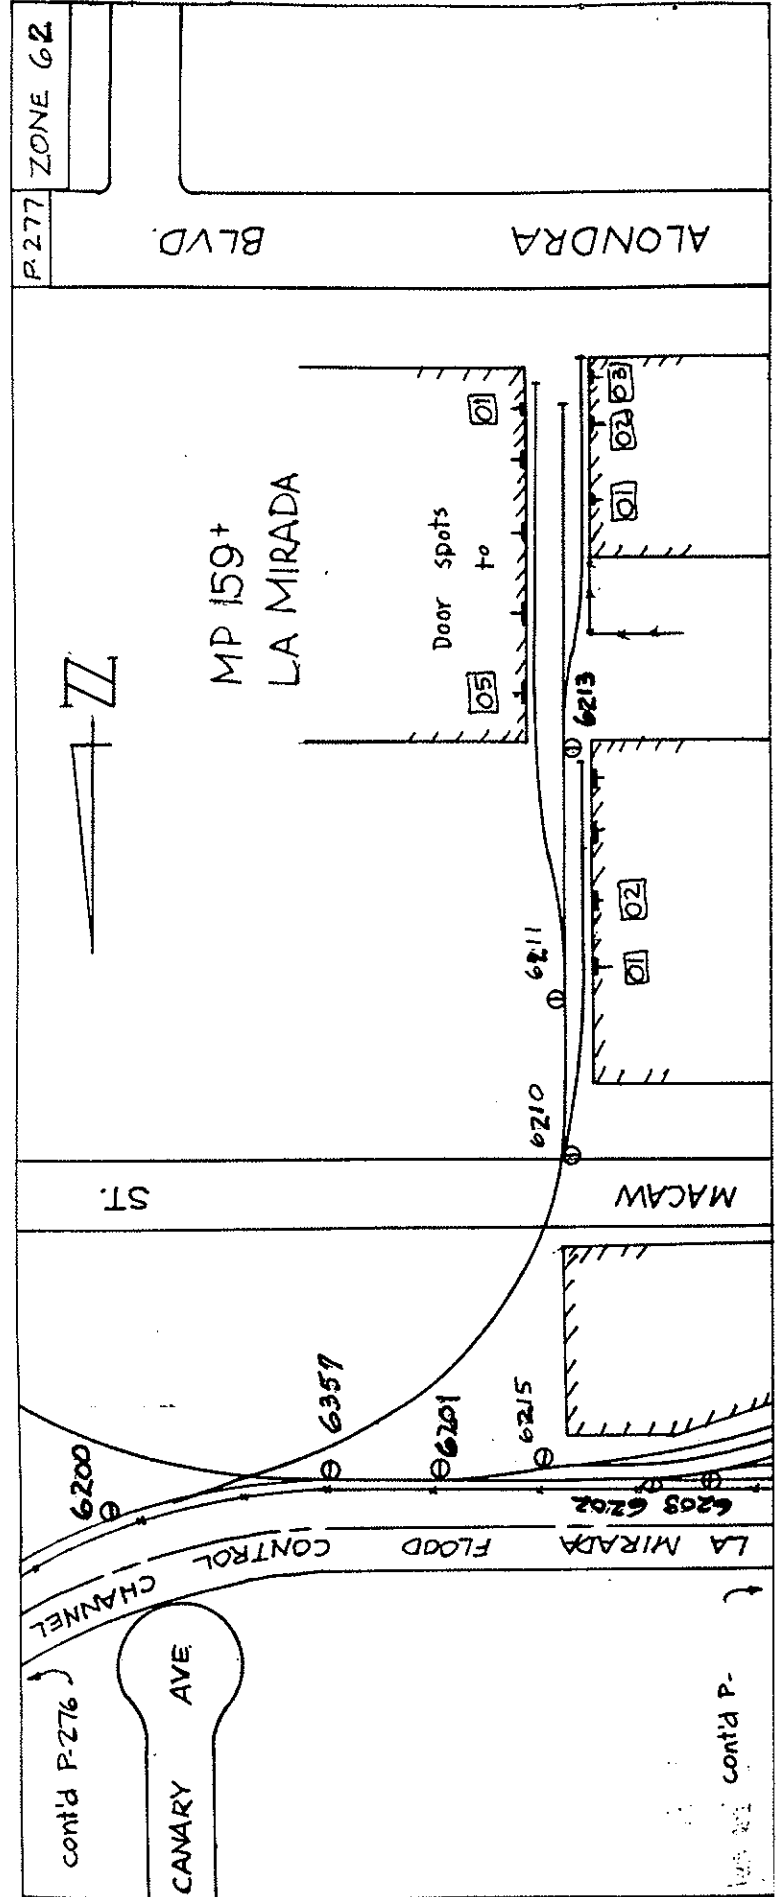 P.277
ZONE 62
BLVD.
ALONDRA
MP 159+
LA MIRADA
N
01
Door spots
to
05
03
02
01
6213
02
01
6211
6210
ST.
MACAW
6200
6357
6201
6215
6202
6203
LA MIRADA FLOOD CONTROL CHANNEL
cont'd P-276
CANARY AVE.
cont'd P-